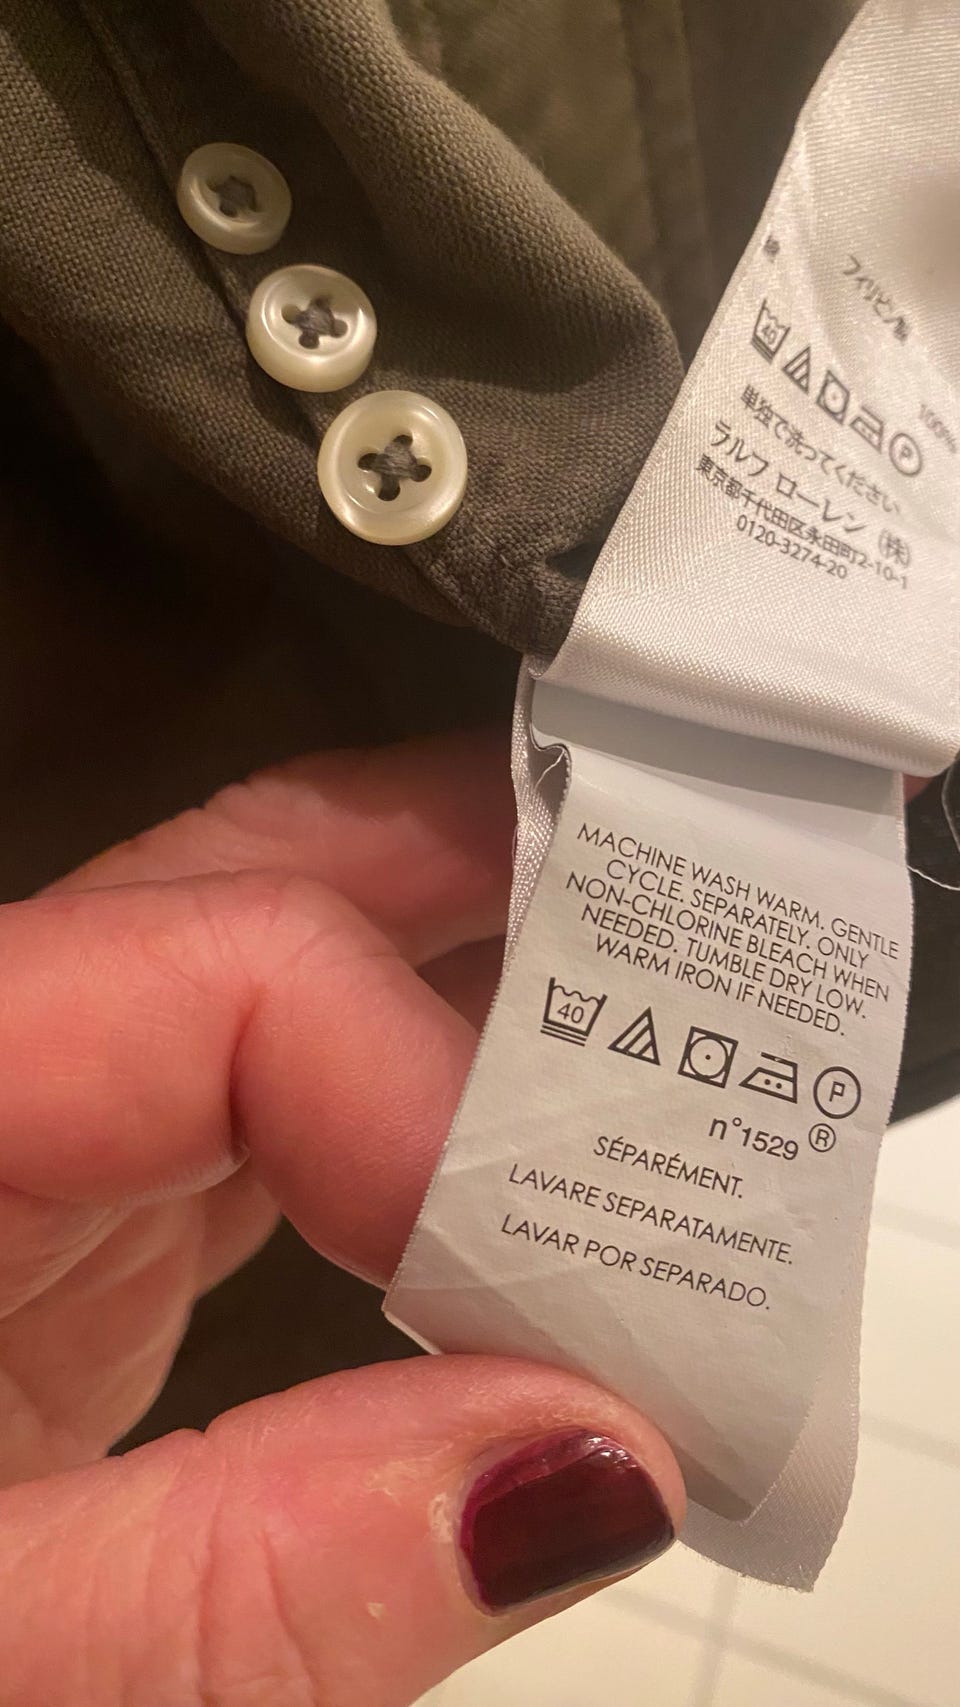 綿
フィリピン製
100%
40
P
単独で洗ってください
ラルフ ローレン (株)
東京都千代田区永田町2-10-1
0120-3274-20
MACHINE WASH WARM. GENTLE
CYCLE. SEPARATELY. ONLY
NON-CHLORINE BLEACH WHEN
NEEDED. TUMBLE DRY LOW.
WARM IRON IF NEEDED.
40
P
n°1529 ®
SÉPARÉMENT.
LAVARE SEPARATAMENTE.
LAVAR POR SEPARADO.